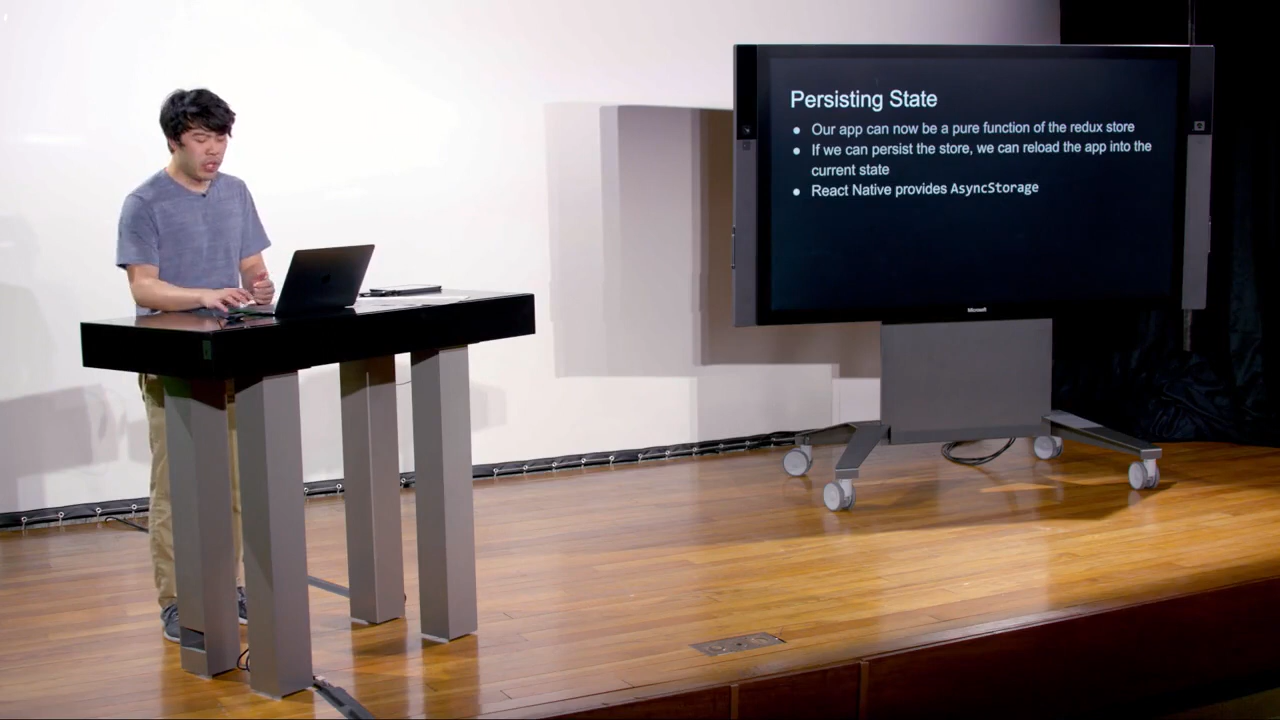 Persisting State
● Our app can now be a pure function of the redux store
● If we can persist the store, we can reload the app into the
current state
● React Native provides AsyncStorage
Microsoft